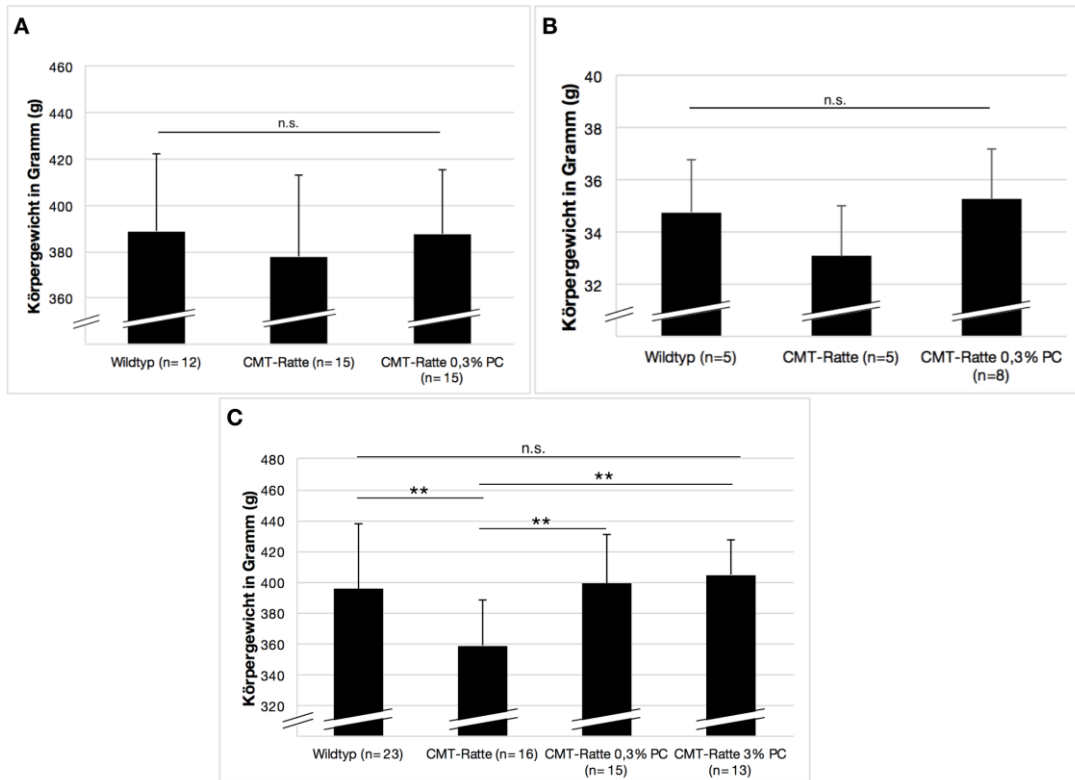 A
Körpergewicht in Gramm (g)
460
440
420
400
380
360
n.s.
Wildtyp (n= 12)
CMT-Ratte (n= 15)
CMT-Ratte 0,3% PC
(n= 15)
B
Körpergewicht in Gramm (g)
40
38
36
34
32
n.s.
Wildtyp (n=5)
CMT-Ratte (n=5)
CMT-Ratte 0,3% PC
(n=8)
C
Körpergewicht in Gramm (g)
480
460
440
420
400
380
360
340
320
n.s.
**
**
**
Wildtyp (n= 23)
CMT-Ratte (n= 16)
CMT-Ratte 0,3% PC
(n= 15)
CMT-Ratte 3% PC
(n= 13)